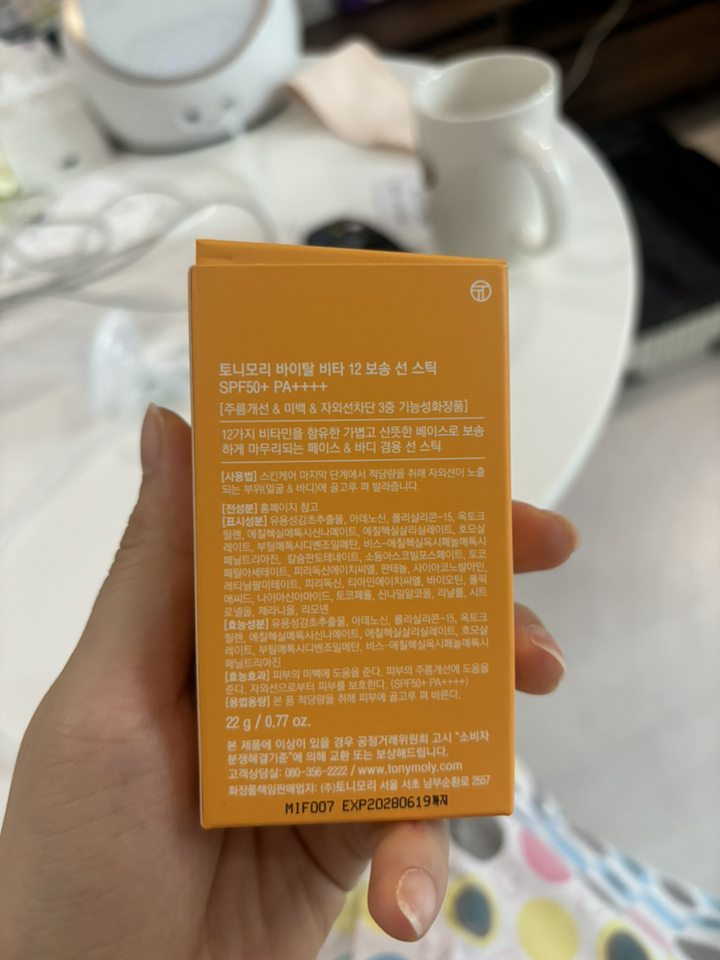 토니모리 바이탈 비타 12 보송 선 스틱
SPF50+ PA++++
[주름개선 & 미백 & 자외선차단 3중 기능성화장품]
12가지 비타민을 함유한 가볍고 산뜻한 베이스로 보송
하게 마무리되는 페이스 & 바디 겸용 선 스틱
[사용법] 스킨케어 마지막 단계에서 적당량을 취해 자외선이 노출
되는 부위(얼굴 & 바디)에 골고루 펴 발라줍니다.
[전성분] 홈페이지 참고
[표시성분] 유용성감초추출물, 아데노신, 폴리실리콘-15, 옥토크
릴렌, 에칠헥실메톡시신나메이트, 에칠헥실살리실레이트, 호모살
레이트, 부틸메톡시디벤조일메탄, 비스-에칠헥실옥시페놀메톡시
페닐트리아진, 칼슘판토테네이트, 소듐아스코빌포스페이트, 토코
페릴아세테이트, 피리독신에이치씨엘, 판테놀, 사이아노코발아민,
레티닐팔미테이트, 피리독신, 티아민에이치씨엘, 바이오틴, 폴릭
애씨드, 나이아신아마이드, 토코페롤, 신나밀알코올, 리날룰, 시트
로넬올, 제라니올, 리모넨
[효능성분] 유용성감초추출물, 아데노신, 폴리실리콘-15, 옥토크
릴렌, 에칠헥실메톡시신나메이트, 에칠헥실살리실레이트, 호모살
레이트, 부틸메톡시디벤조일메탄, 비스-에칠헥실옥시페놀메톡시
페닐트리아진
[효능효과] 피부의 미백에 도움을 준다. 피부의 주름개선에 도움을
준다. 자외선으로부터 피부를 보호한다. (SPF50+ PA++++)
[용법용량] 본 품 적당량을 취해 피부에 골고루 펴 바른다.
22 g / 0.77 oz.
본 제품에 이상이 있을 경우 공정거래위원회 고시 "소비자
분쟁해결기준"에 의해 교환 또는 보상해드립니다.
고객상담실: 080-356-2222 / www.tonymoly.com
화장품책임판매업자: (주)토니모리 서울 서초 남부순환로 2557
MIF007 EXP20280619까지